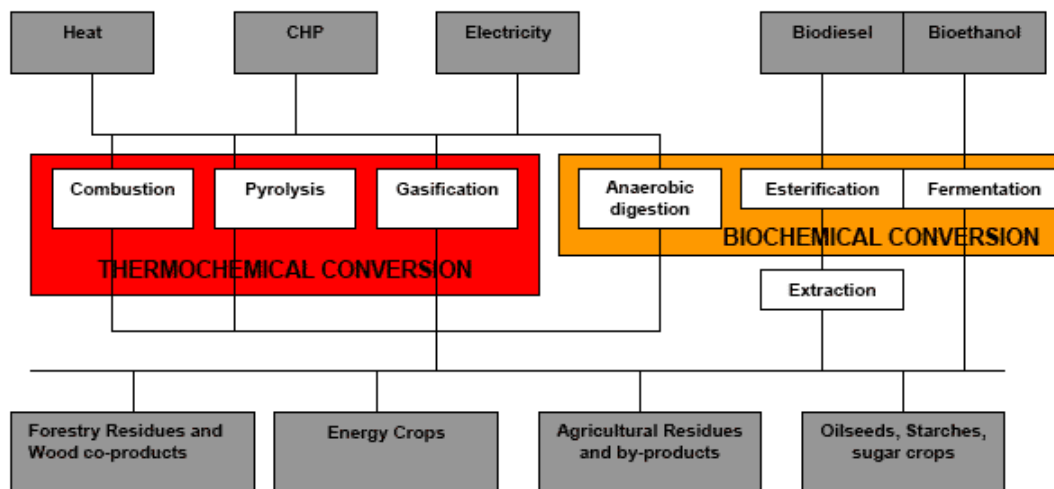 Heat
CHP
Electricity
Biodiesel
Bioethanol
Combustion
Pyrolysis
Gasification
Anaerobic
digestion
Esterification
Fermentation
THERMOCHEMICAL CONVERSION
BIOCHEMICAL CONVERSION
Extraction
Forestry Residues and
Wood co-products
Energy Crops
Agricultural Residues
and by-products
Oilseeds, Starches,
sugar crops